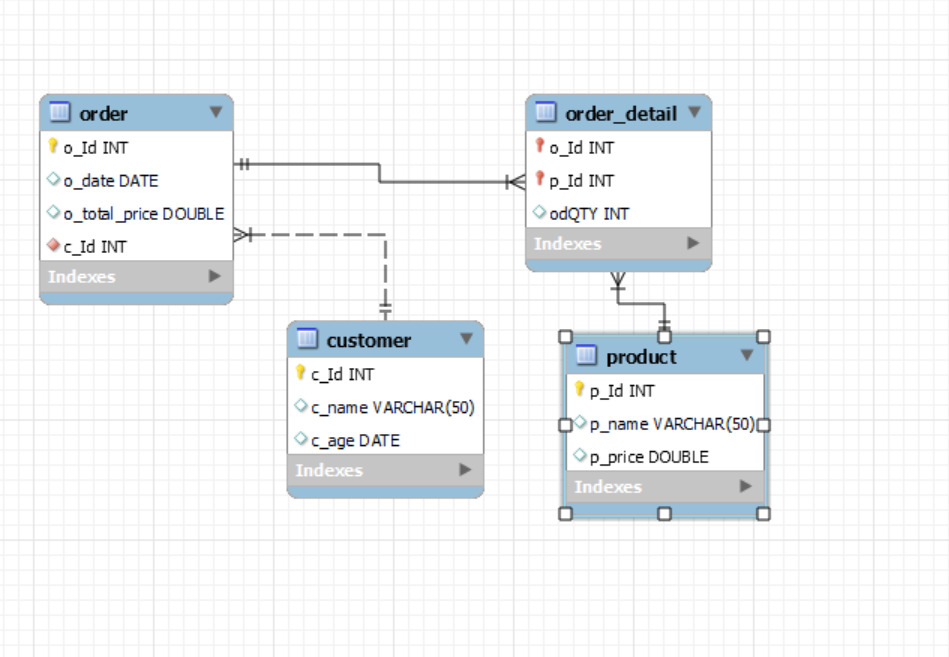 order
o_Id INT
o_date DATE
o_total_price DOUBLE
c_Id INT
Indexes
order_detail
o_Id INT
p_Id INT
odQTY INT
Indexes
customer
c_Id INT
c_name VARCHAR(50)
c_age DATE
Indexes
product
p_Id INT
p_name VARCHAR(50)
p_price DOUBLE
Indexes